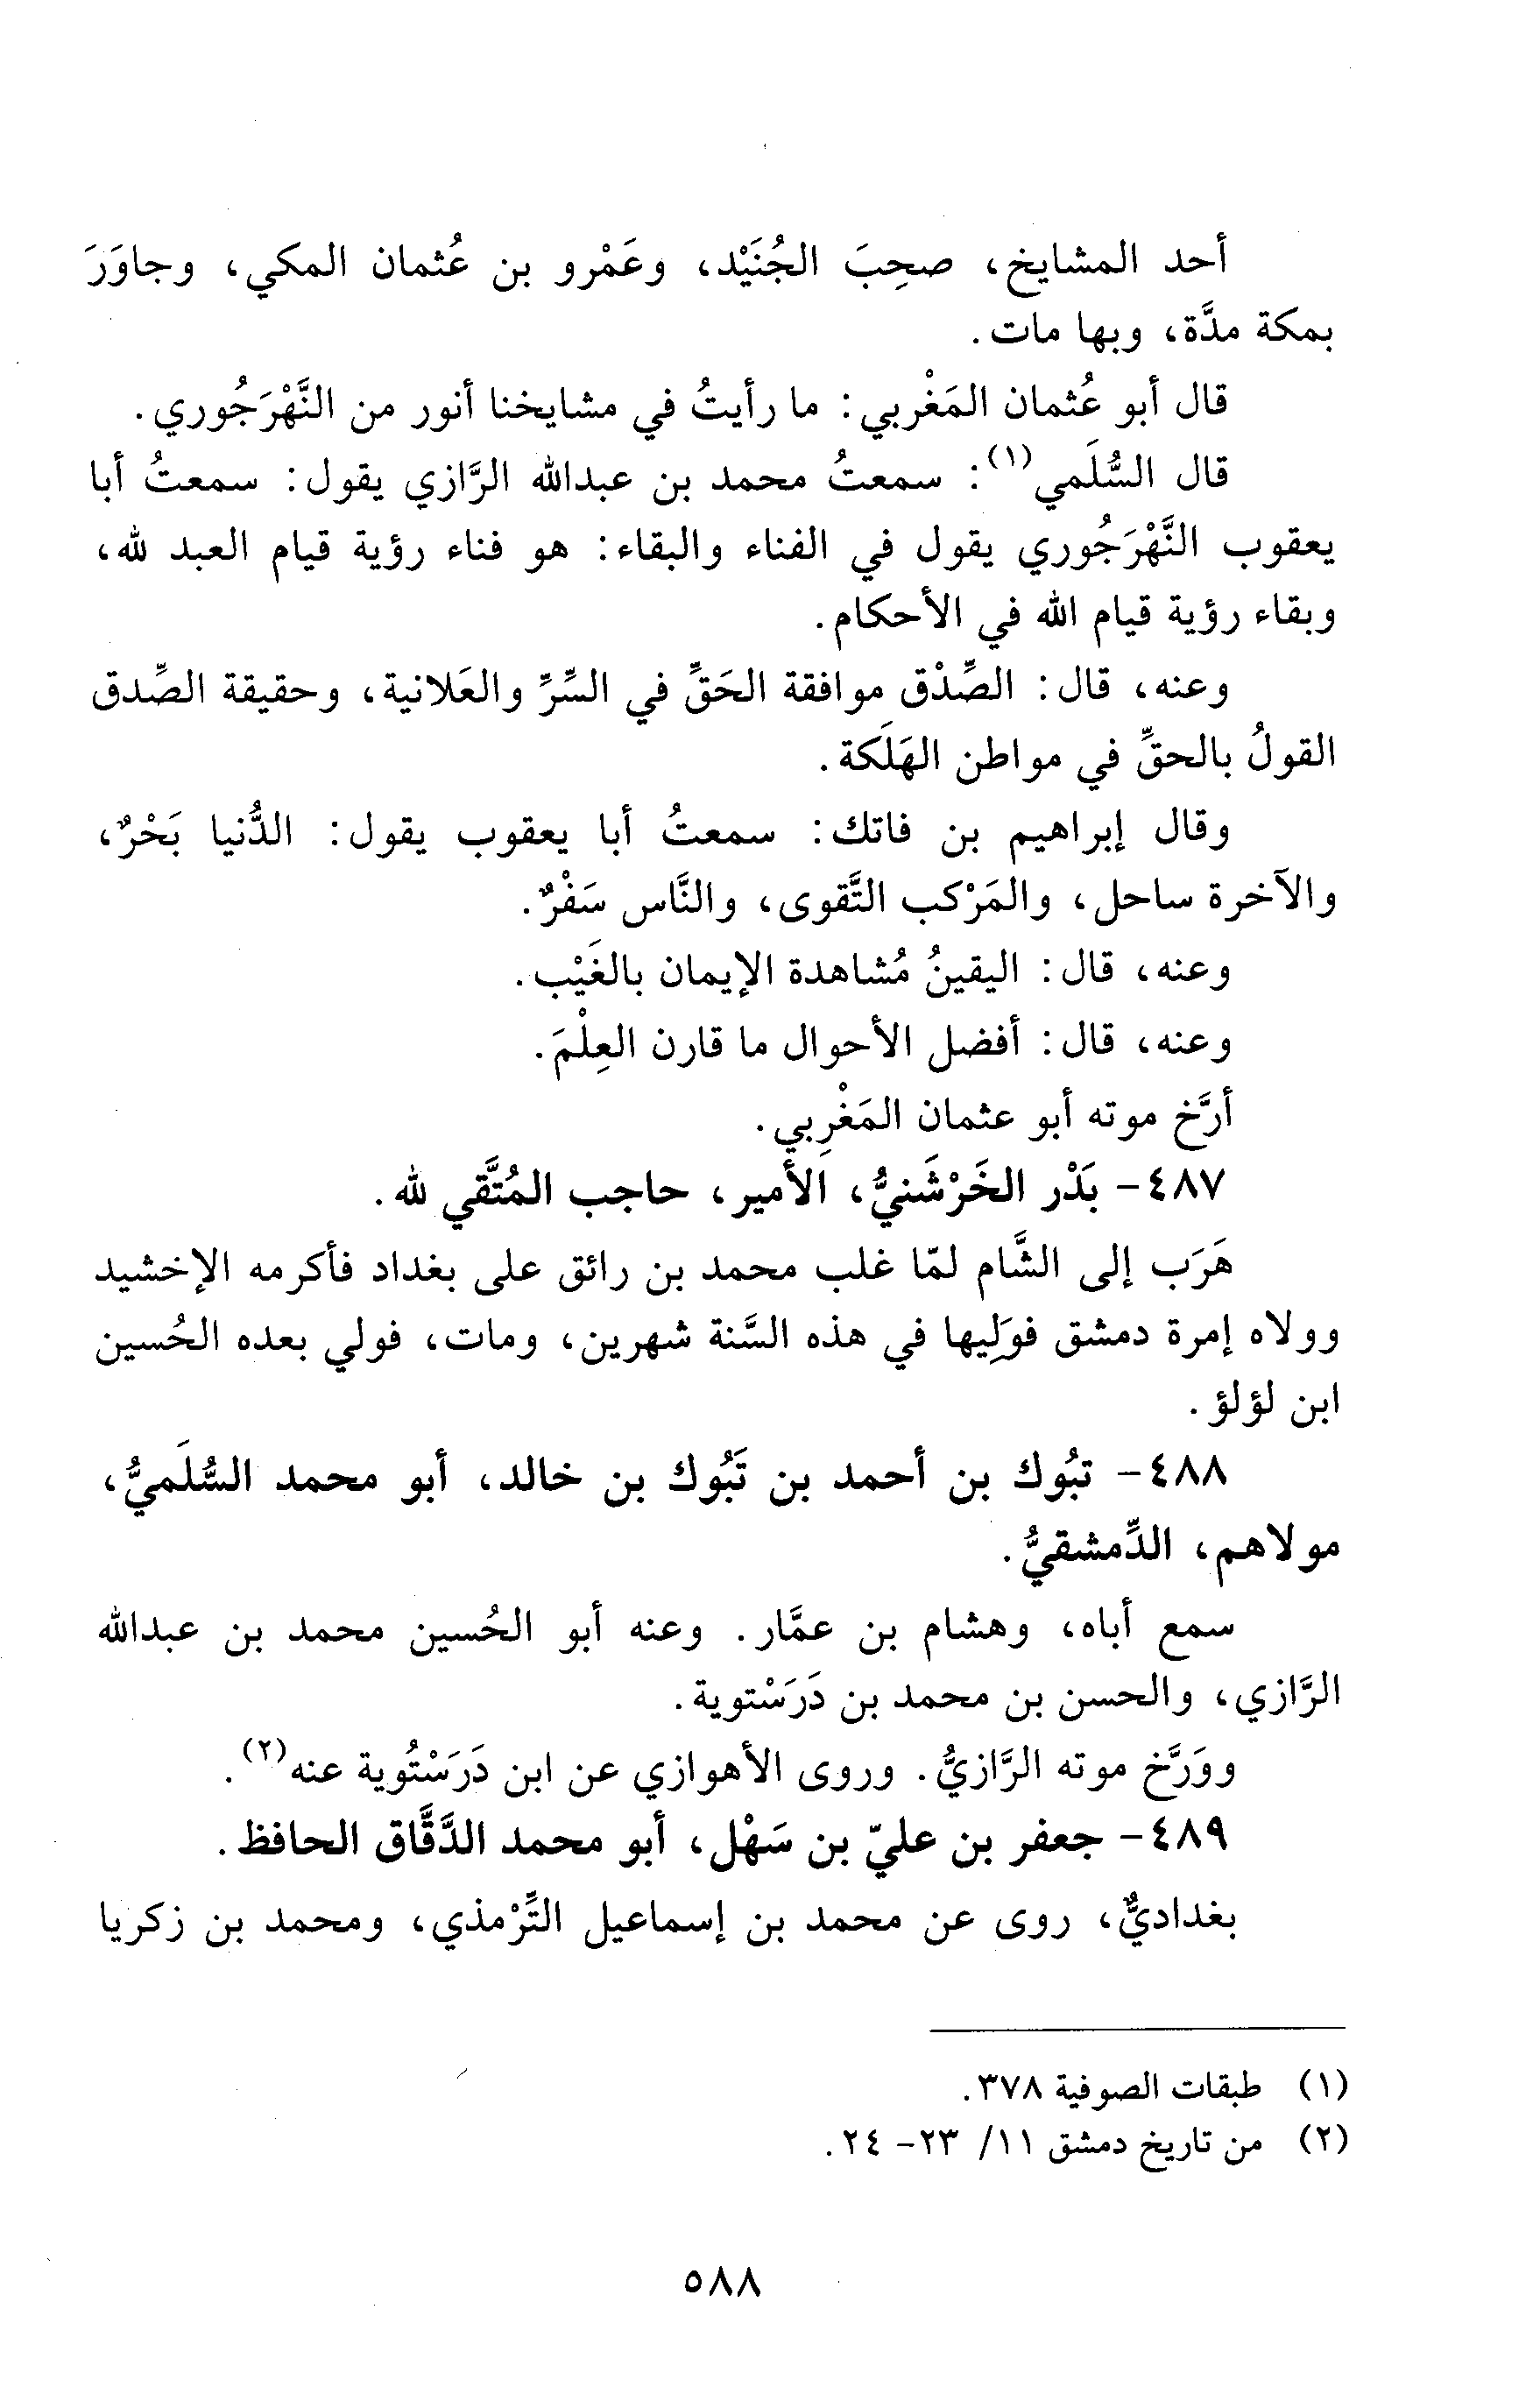 أحد المشايخ، صحِبَ الجُنَيْد، وعَمْرو بن عُثمان المكي، وجاوَرَ
بمكة مدَّة، وبها مات.
قال أبو عُثمان المَغْربي: ما رأيتُ في مشايخنا أنور من النَّهْرَجُوري.
قال السُّلَمي(١): سمعتُ محمد بن عبدالله الرَّازي يقول: سمعتُ أبا
يعقوب النَّهْرَجُوري يقول في الفناء والبقاء: هو فناء رؤية قيام العبد لله،
وبقاء رؤية قيام الله في الأحكام.
وعنه، قال: الصِّدْق موافقة الحَقِّ في السِّرِّ والعَلانية، وحقيقة الصِّدق
القولُ بالحقِّ في مواطن الهَلَكة.
وقال إبراهيم بن فاتك: سمعتُ أبا يعقوب يقول: الدُّنيا بَحْرٌ،
والآخرة ساحل، والمَرْكب التَّقوى، والنَّاس سَفْرٌ.
وعنه، قال: اليقينُ مُشاهدة الإيمان بالغَيْب.
وعنه، قال: أفضل الأحوال ما قارن العِلْمَ.
أرَّخ موته أبو عثمان المَغْرِبي.
٤٨٧- بَدْر الخَرْشَنيُّ، الأمير، حاجب المُتَّقي لله.
هَرَب إلى الشَّام لمّا غلب محمد بن رائق على بغداد فأكرمه الإخشيد
وولاه إمرة دمشق فوَلِيها في هذه السَّنة شهرين، ومات، فولي بعده الحُسين
ابن لؤلؤ.
٤٨٨- تبُوك بن أحمد بن تَبُوك بن خالد، أبو محمد السُّلَميُّ،
مولاهم، الدِّمشقيُّ.
سمع أباه، وهشام بن عمَّار. وعنه أبو الحُسين محمد بن عبدالله
الرَّازي، والحسن بن محمد بن دَرَسْتوية.
وورَّخ موته الرَّازيُّ. وروى الأهوازي عن ابن دَرَسْتُوية عنه(٢).
٤٨٩- جعفر بن عليّ بن سَهْل، أبو محمد الدَّقَّاق الحافظ.
بغداديٌّ، روى عن محمد بن إسماعيل التِّرْمذي، ومحمد بن زكريا
(١) طبقات الصوفية ٣٧٨.
(٢) من تاريخ دمشق ١١/ ٢٣- ٢٤.
٥٨٨